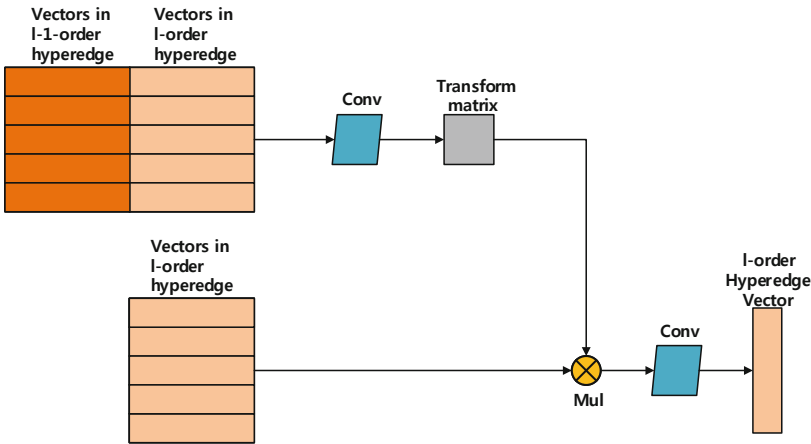 Vectors in
l-1-order
hyperedge
Vectors in
l-order
hyperedge
Conv
Transform
matrix
Vectors in
l-order
hyperedge
Mul
Conv
l-order
Hyperedge
Vector